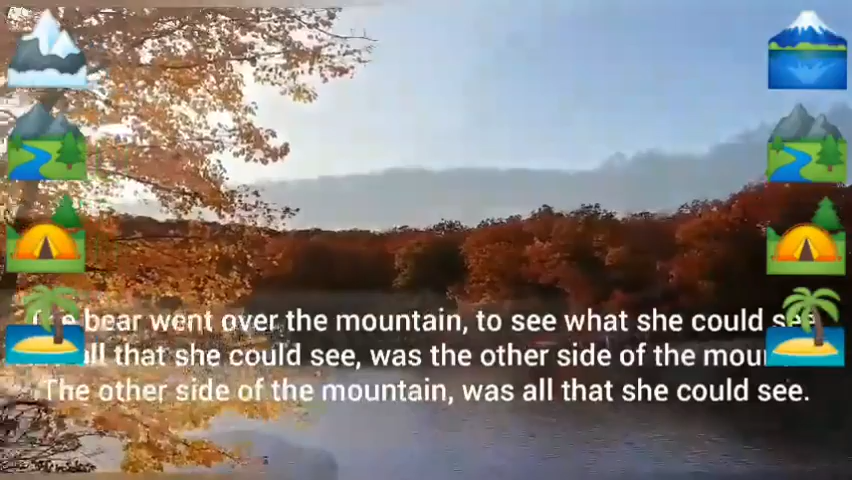 bear went over the mountain, to see what she could
all that she could see, was the other side of the
The other side of the mountain, was all that she could see.